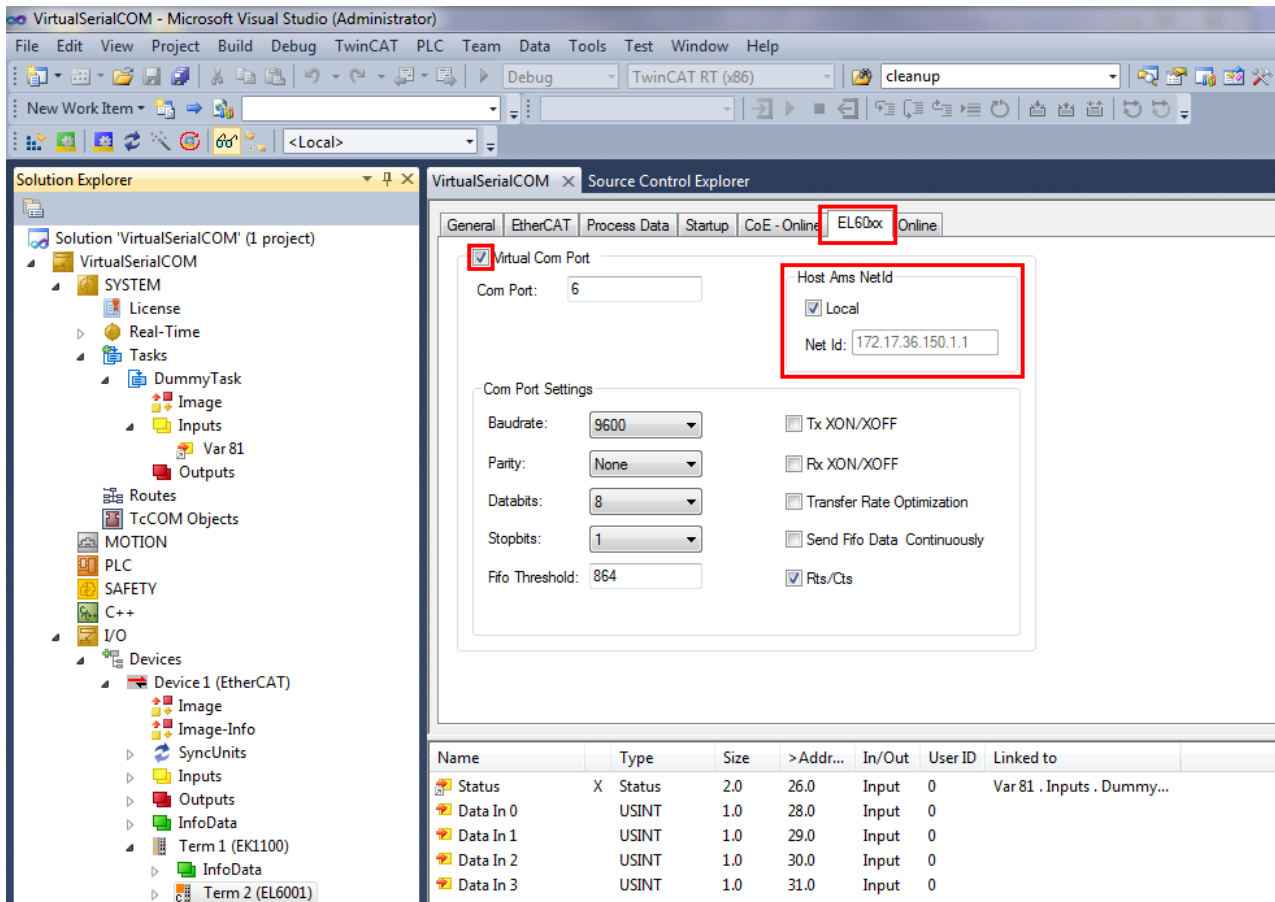 VirtualSerialCOM - Microsoft Visual Studio (Administrator)
File Edit View Project Build Debug TwinCAT PLC Team Data Tools Test Window Help
Debug TwinCAT RT (x86) cleanup
New Work Item
<Local>
Solution Explorer
VirtualSerialCOM Source Control Explorer
Solution 'VirtualSerialCOM' (1 project)
VirtualSerialCOM
SYSTEM
License
Real-Time
Tasks
DummyTask
Image
Inputs
Var 81
Outputs
Routes
TcCOM Objects
MOTION
PLC
SAFETY
C++
I/O
Devices
Device 1 (EtherCAT)
Image
Image-Info
SyncUnits
Inputs
Outputs
InfoData
Term 1 (EK1100)
InfoData
Term 2 (EL6001)
General EtherCAT Process Data Startup CoE - Online EL60xx Online
Virtual Com Port
Com Port: 6
Host Ams NetId
Local
Net Id: 172.17.36.150.1.1
Com Port Settings
Baudrate: 9600 Tx XON/XOFF
Parity: None Rx XON/XOFF
Databits: 8 Transfer Rate Optimization
Stopbits: 1 Send Fifo Data Continuously
Fifo Threshold: 864 Rts/Cts
Name Type Size >Addr... In/Out User ID Linked to
Status X Status 2.0 26.0 Input 0 Var 81 . Inputs . Dummy...
Data In 0 USINT 1.0 28.0 Input 0
Data In 1 USINT 1.0 29.0 Input 0
Data In 2 USINT 1.0 30.0 Input 0
Data In 3 USINT 1.0 31.0 Input 0